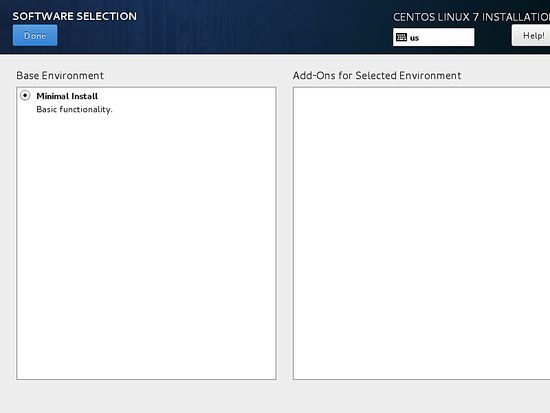 SOFTWARE SELECTION
Done
CENTOS LINUX 7 INSTALLATIO
us
Help!
Base Environment
Add-Ons for Selected Environment
Minimal Install
Basic functionality.